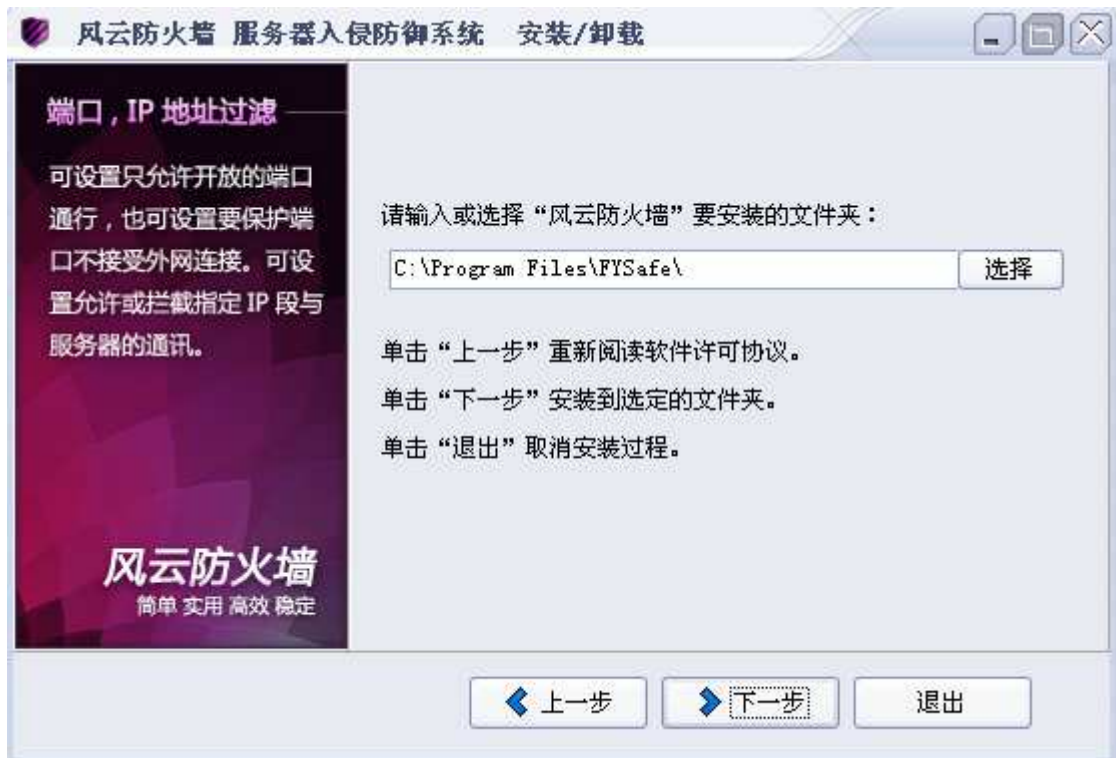 风云防火墙 服务器入侵防御系统 安装/卸载
端口，IP 地址过滤
可设置只允许开放的端口
通行，也可设置要保护端
口不接受外网连接。可设
置允许或拦截指定 IP 段与
服务器的通讯。
风云防火墙
简单 实用 高效 稳定
请输入或选择“风云防火墙”要安装的文件夹：
C:\Program Files\FYSafe\
选择
单击“上一步”重新阅读软件许可协议。
单击“下一步”安装到选定的文件夹。
单击“退出”取消安装过程。
上一步
下一步
退出